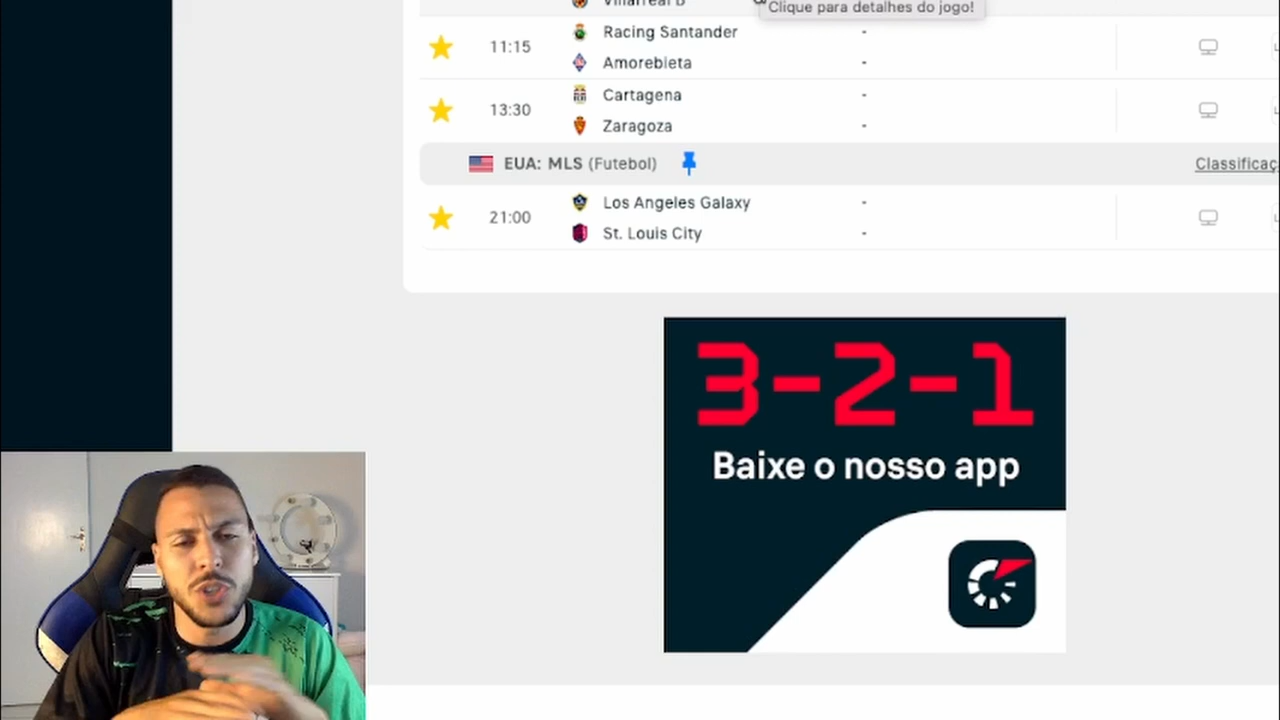 Villarreal B
Clique para detalhes do jogo!
11:15
Racing Santander -
Amorebieta -
13:30
Cartagena -
Zaragoza -
EUA: MLS (Futebol)
21:00
Los Angeles Galaxy -
St. Louis City -
3-2-1
Baixe o nosso app